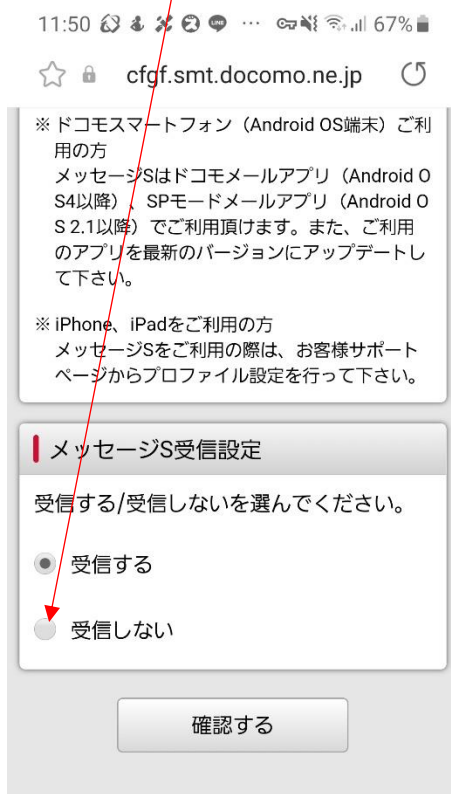 11:50 LINE … 67%
cfgf.smt.docomo.ne.jp
※ ドコモスマートフォン（Android OS端末）ご利
用の方
メッセージSはドコモメールアプリ（Android O
S4以降）、SPモードメールアプリ（Android O
S 2.1以降）でご利用頂けます。また、ご利用
のアプリを最新のバージョンにアップデートし
て下さい。
※ iPhone、iPadをご利用の方
メッセージSをご利用の際は、お客様サポート
ページからプロファイル設定を行って下さい。
メッセージS受信設定
受信する/受信しないを選んでください。
受信する
受信しない
確認する